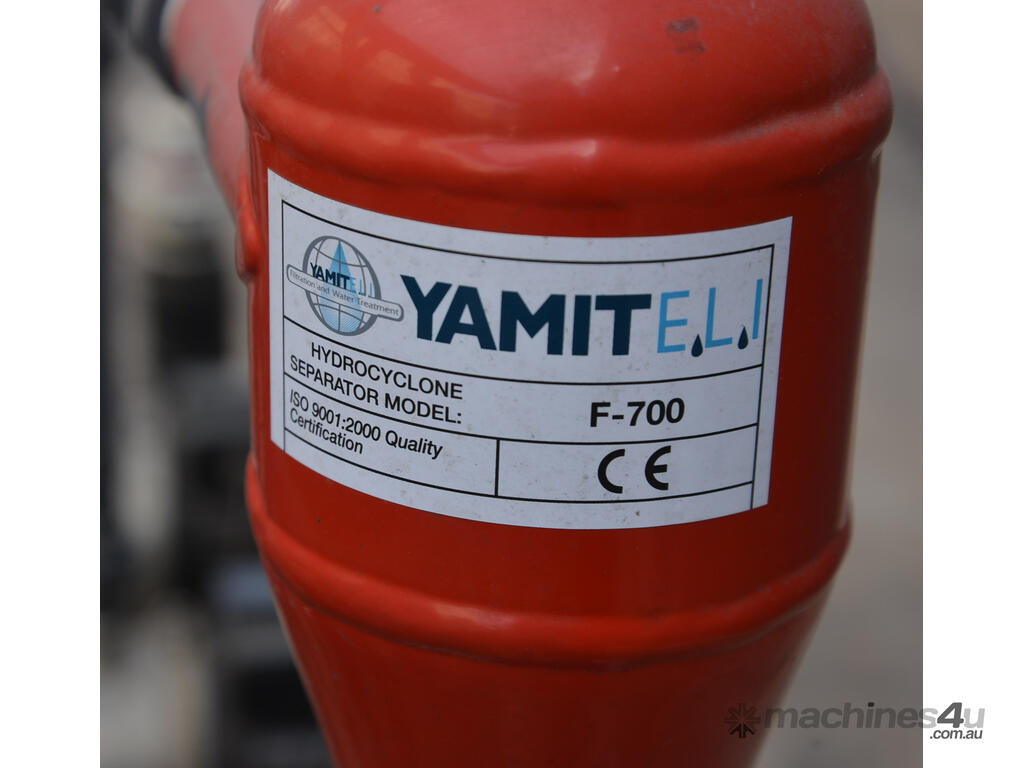 YAMIT E.L.I
Filtration and Water Treatment
YAMIT E.L.I
HYDROCYCLONE
SEPARATOR MODEL:
F-700
ISO 9001:2000 Quality
Certification
CE
machines4u
.com.au